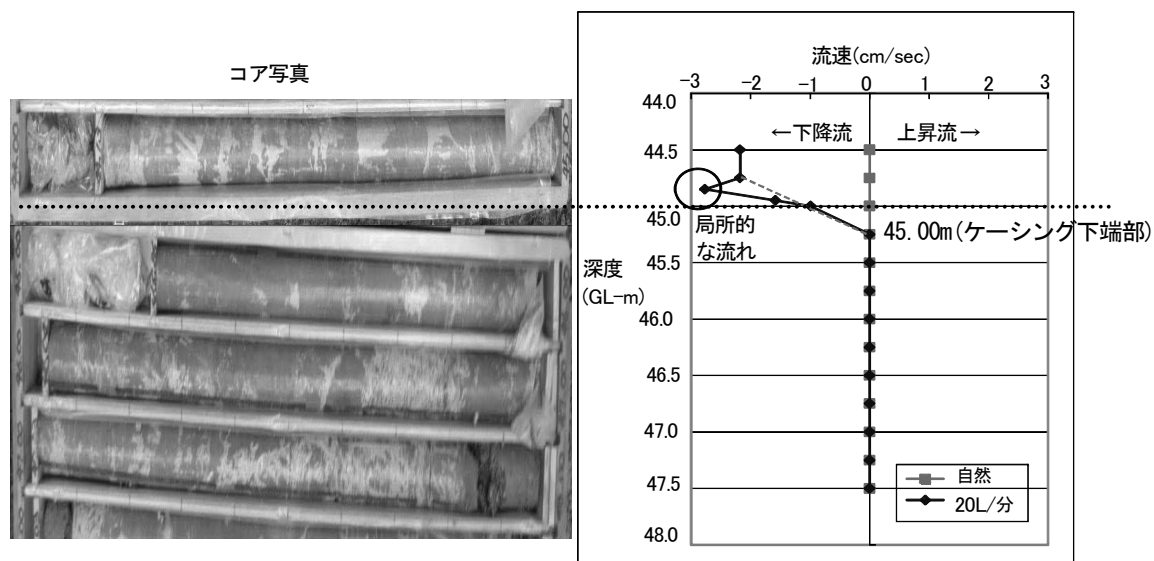 コア写真
流速(cm/sec)
-3 -2 -1 0 1 2 3
←下降流 上昇流→
44.0
44.5
45.0
局所的
な流れ
45.00m(ケーシング下端部)
深度
(GL-m)
45.5
46.0
46.5
47.0
47.5
48.0
自然
20L/分